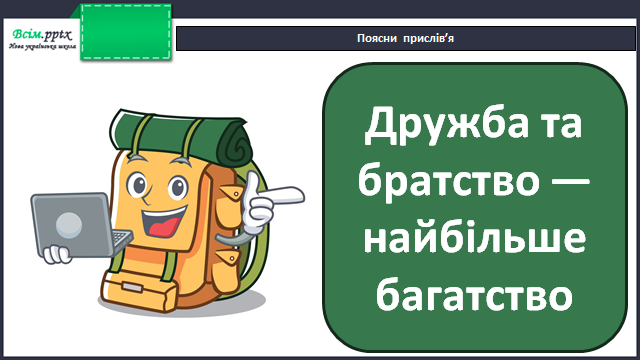 Всім.pptx
Нова українська школа
Поясни прислів’я
Дружба та
братство —
найбільше
багатство